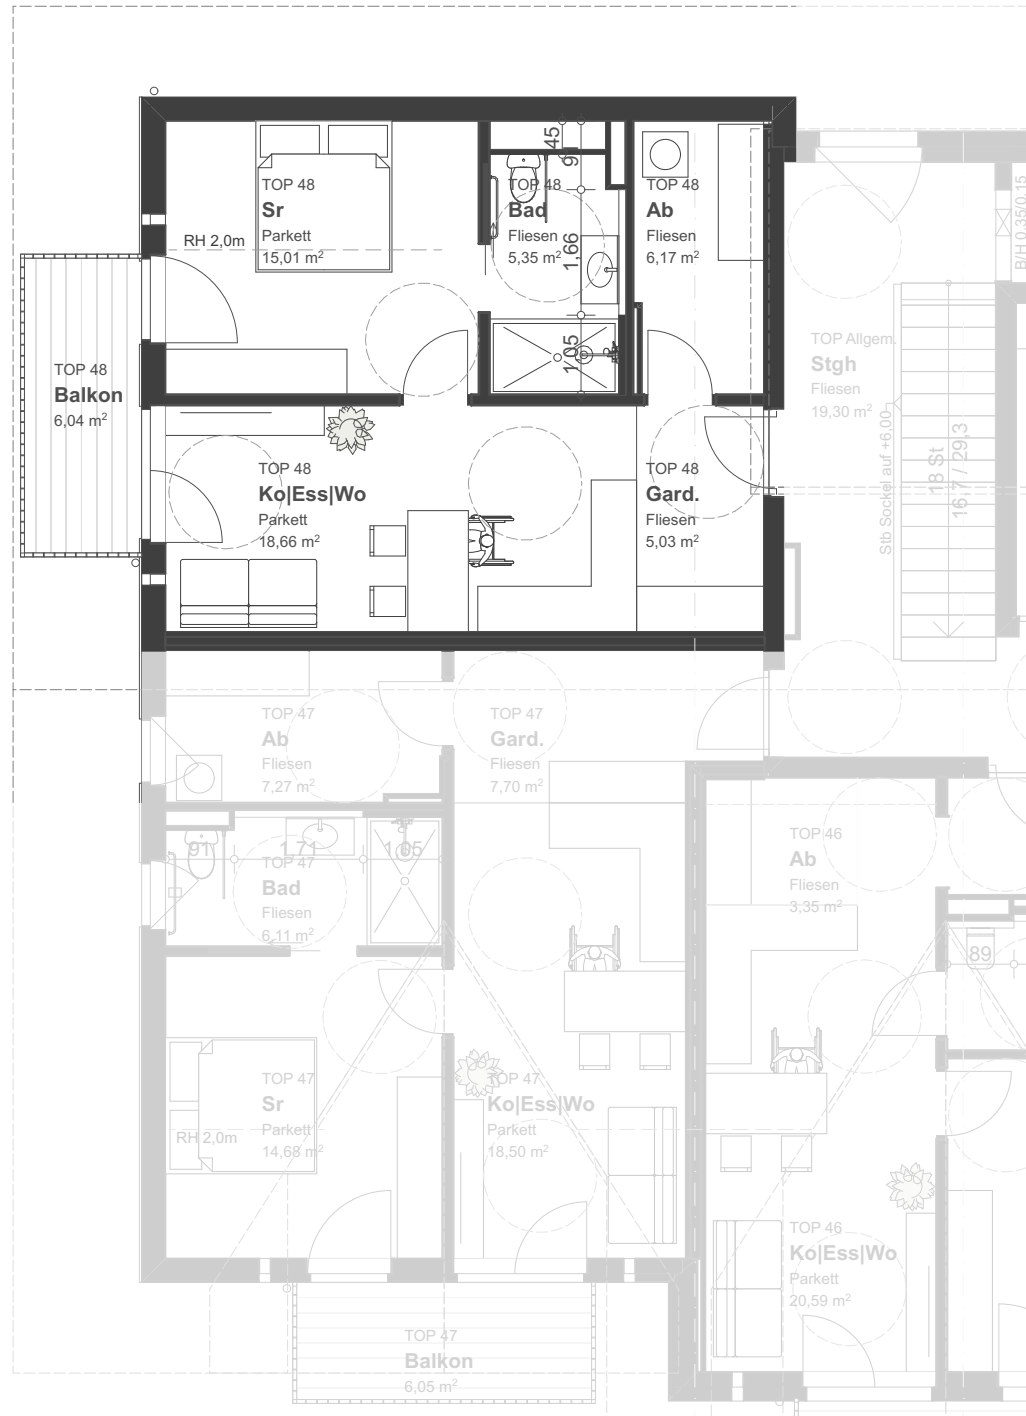 TOP 48
Sr
Parkett
15,01 m²
RH 2,0m
TOP 48
Bad
Fliesen
5,35 m²
45
91
1,66
1,05
TOP 48
Ab
Fliesen
6,17 m²
TOP 48
Balkon
6,04 m²
TOP 48
Ko|Ess|Wo
Parkett
18,66 m²
TOP 48
Gard.
Fliesen
5,03 m²
TOP Allgem.
Stgh
Fliesen
19,30 m²
B/H 0,35/0,15
Stb Sockel auf +6,00
18 St
16,7 / 29,3
TOP 47
Ab
Fliesen
7,27 m²
TOP 47
Gard.
Fliesen
7,70 m²
91
1,71
1,05
TOP 47
Bad
Fliesen
6,11 m²
TOP 46
Ab
Fliesen
3,35 m²
89
TOP 47
Sr
Parkett
14,68 m²
RH 2,0m
TOP 47
Ko|Ess|Wo
Parkett
18,50 m²
TOP 46
Ko|Ess|Wo
Parkett
20,59 m²
TOP 47
Balkon
6,05 m²